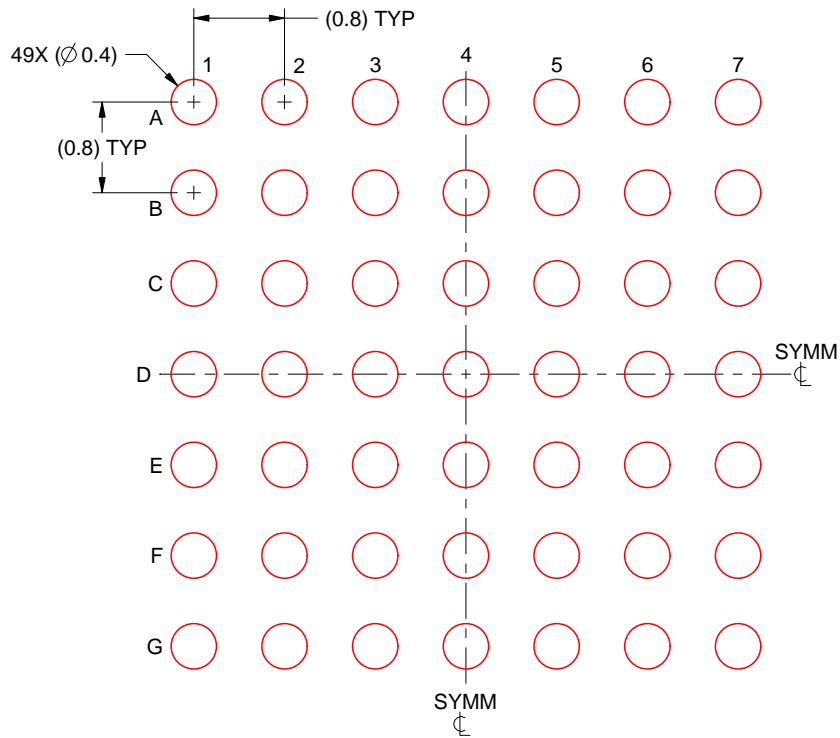 (0.8) TYP
49X (∅ 0.4)
1 2 3 4 5 6 7
A
(0.8) TYP
B
C
D
SYMM
℄
E
F
G
SYMM
℄